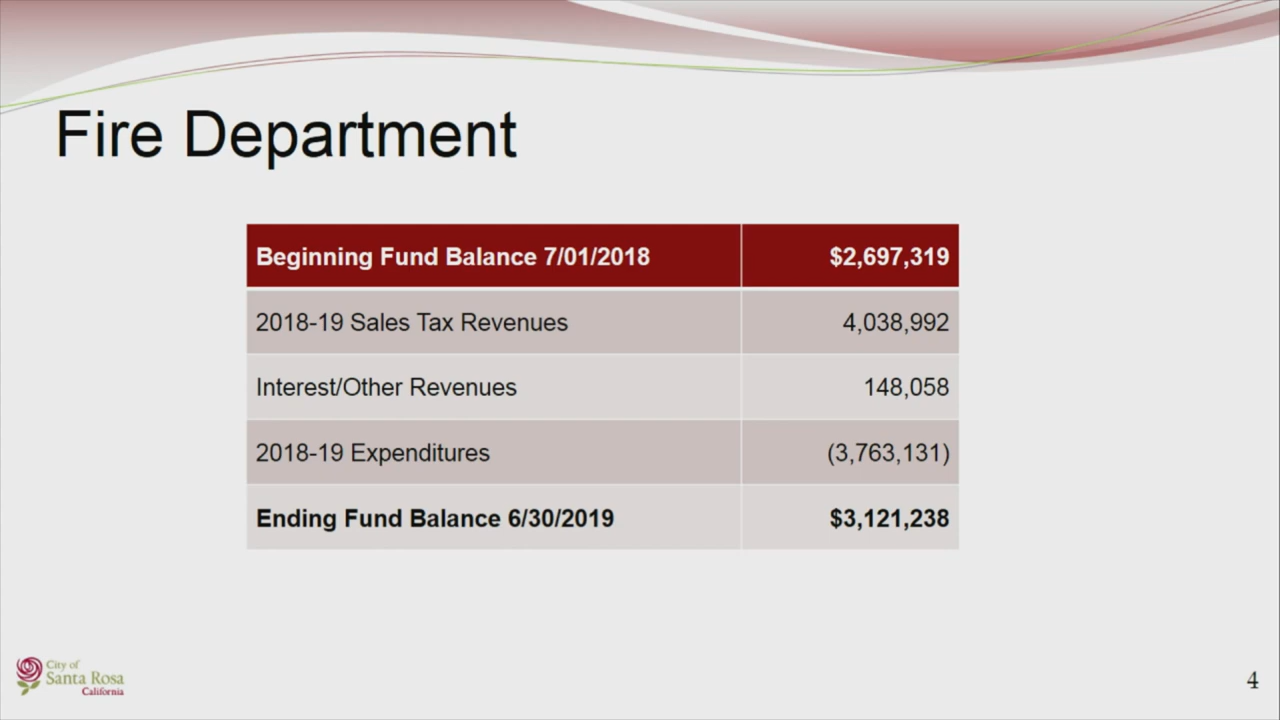 Fire Department
Beginning Fund Balance 7/01/2018 $2,697,319
2018-19 Sales Tax Revenues 4,038,992
Interest/Other Revenues 148,058
2018-19 Expenditures (3,763,131)
Ending Fund Balance 6/30/2019 $3,121,238
City of
Santa Rosa
California
4